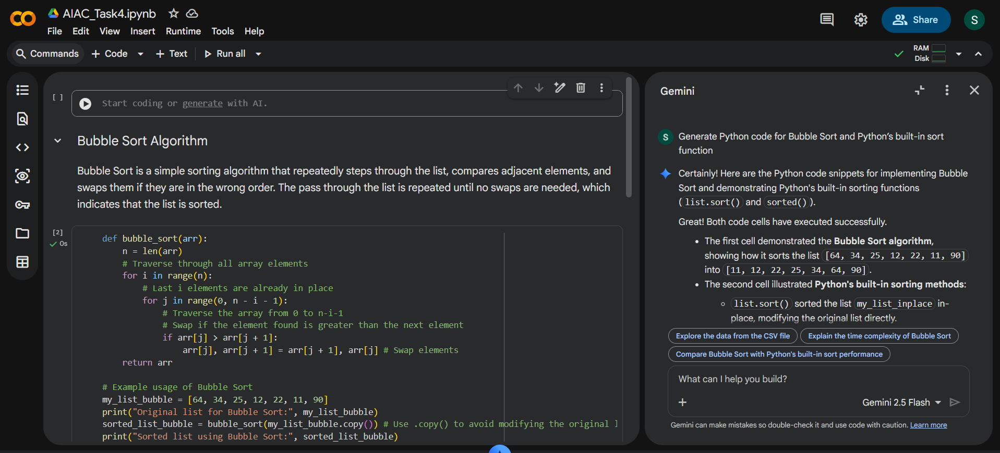 AIAC_Task4.ipynb
File Edit View Insert Runtime Tools Help
Share
S
Commands
+ Code
+ Text
Run all
RAM
Disk
[ ]
Start coding or generate with AI.
Bubble Sort Algorithm
Bubble Sort is a simple sorting algorithm that repeatedly steps through the list, compares adjacent elements, and
swaps them if they are in the wrong order. The pass through the list is repeated until no swaps are needed, which
indicates that the list is sorted.
[2]
0s
def bubble_sort(arr):
    n = len(arr)
    # Traverse through all array elements
    for i in range(n):
        # Last i elements are already in place
        for j in range(0, n - i - 1):
            # Traverse the array from 0 to n-i-1
            # Swap if the element found is greater than the next element
            if arr[j] > arr[j + 1]:
                arr[j], arr[j + 1] = arr[j + 1], arr[j] # Swap elements
    return arr
# Example usage of Bubble Sort
my_list_bubble = [64, 34, 25, 12, 22, 11, 90]
print("Original list for Bubble Sort:", my_list_bubble)
sorted_list_bubble = bubble_sort(my_list_bubble.copy()) # Use .copy() to avoid modifying the original
print("Sorted list using Bubble Sort:", sorted_list_bubble)
Gemini
S
Generate Python code for Bubble Sort and Python’s built-in sort
function
Certainly! Here are the Python code snippets for implementing Bubble
Sort and demonstrating Python's built-in sorting functions
(list.sort() and sorted()).
Great! Both code cells have executed successfully.
• The first cell demonstrated the Bubble Sort algorithm,
showing how it sorts the list [64, 34, 25, 12, 22, 11, 90]
into [11, 12, 22, 25, 34, 64, 90].
• The second cell illustrated Python's built-in sorting methods:
◦ list.sort() sorted the list my_list_inplace in-
place, modifying the original list directly.
Explore the data from the CSV file
Explain the time complexity of Bubble Sort
Compare Bubble Sort with Python's built-in sort performance
What can I help you build?
+
Gemini 2.5 Flash
Gemini can make mistakes so double-check it and use code with caution. Learn more